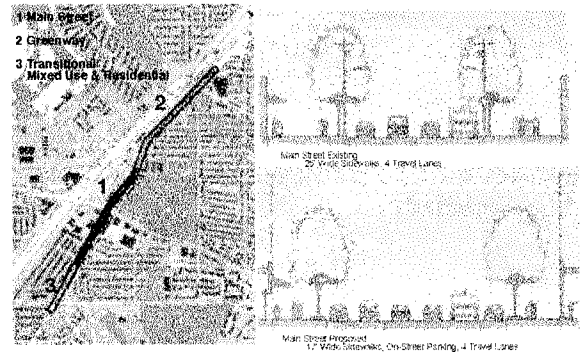 1 Main Street
2 Greenway
3 Transitional
Mixed Use & Residential
2
1
3
Main Street Existing
25' Wide Sidewalks, 4 Travel Lanes
Main Street Proposed
Wide Sidewalks, On-Street Parking, 4 Travel Lanes